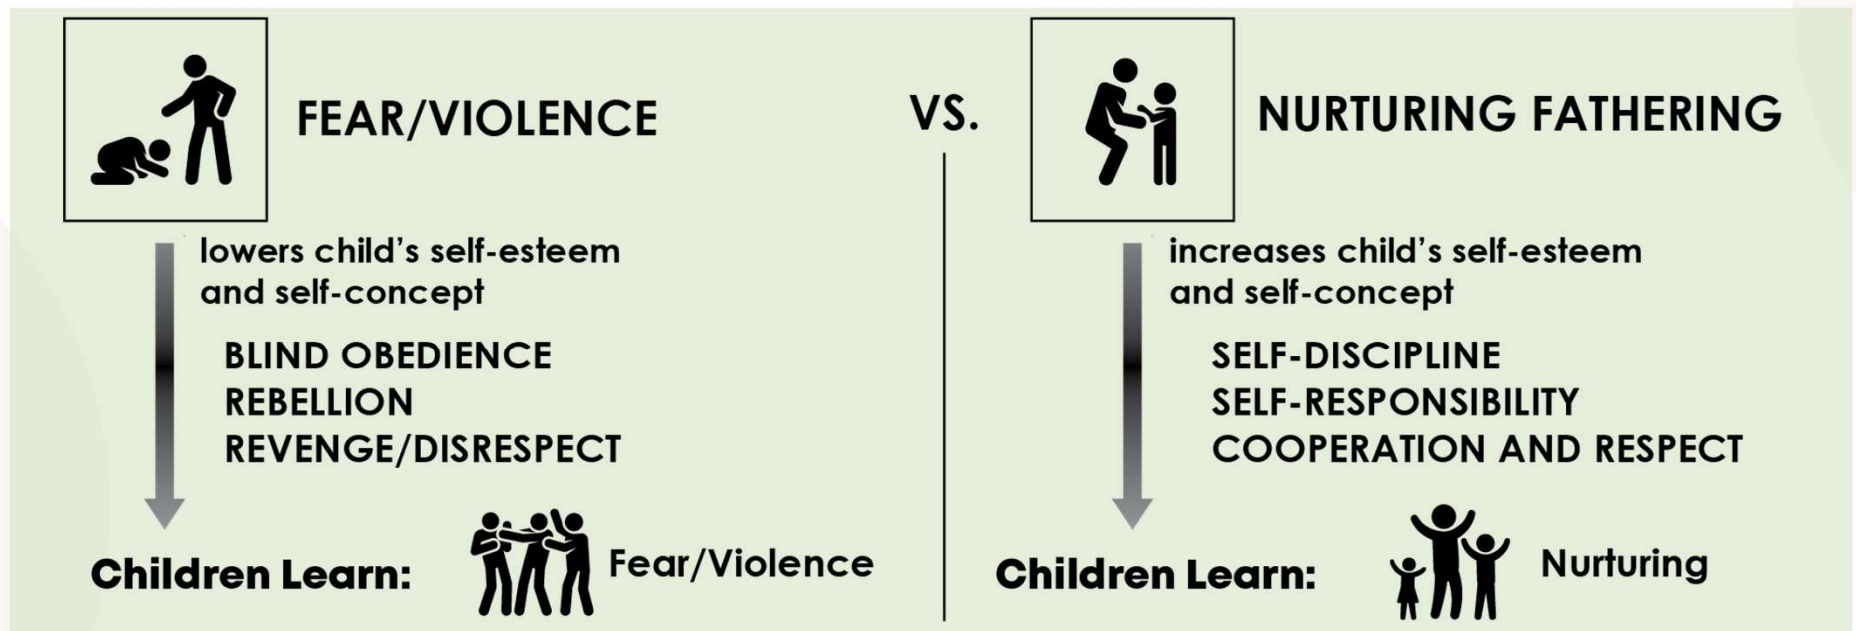 FEAR/VIOLENCE
lowers child’s self-esteem
and self-concept
BLIND OBEDIENCE
REBELLION
REVENGE/DISRESPECT
Children Learn:
Fear/Violence
VS.
NURTURING FATHERING
increases child’s self-esteem
and self-concept
SELF-DISCIPLINE
SELF-RESPONSIBILITY
COOPERATION AND RESPECT
Children Learn:
Nurturing